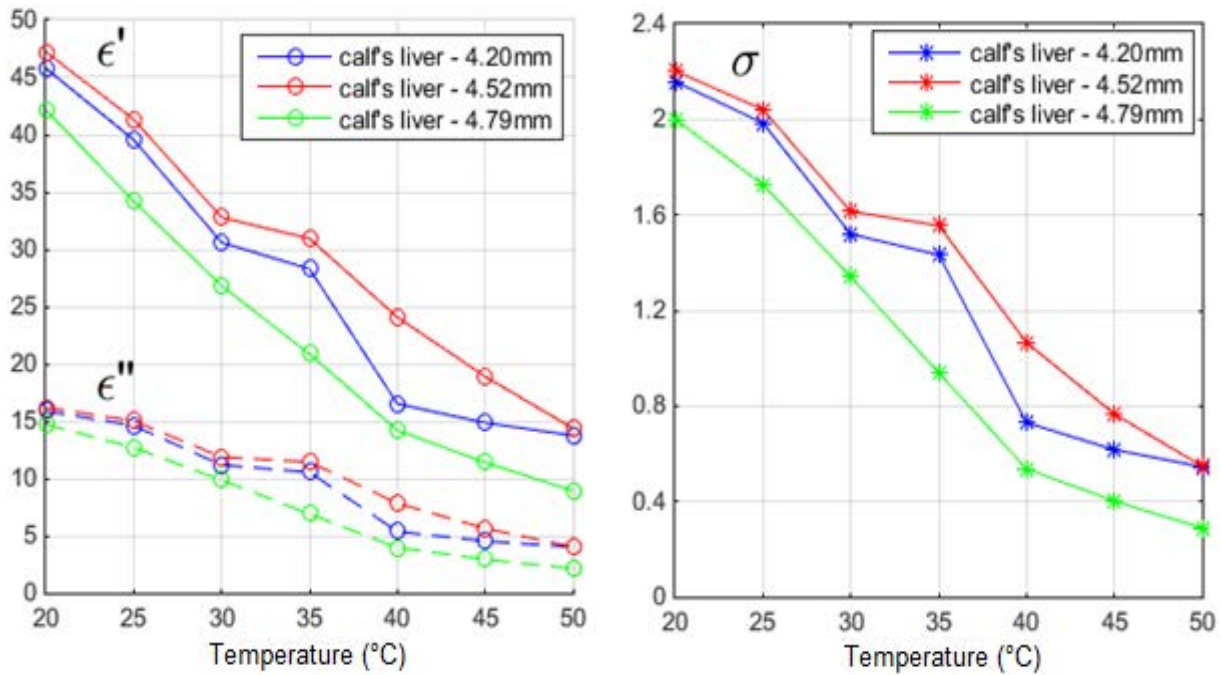 50
45
40
35
30
25
20
15
10
5
0
ϵ'
ϵ"
calf's liver - 4.20mm
calf's liver - 4.52mm
calf's liver - 4.79mm
20 25 30 35 40 45 50
Temperature (°C)
2.4
2
1.6
1.2
0.8
0.4
0
σ
calf's liver - 4.20mm
calf's liver - 4.52mm
calf's liver - 4.79mm
20 25 30 35 40 45 50
Temperature (°C)